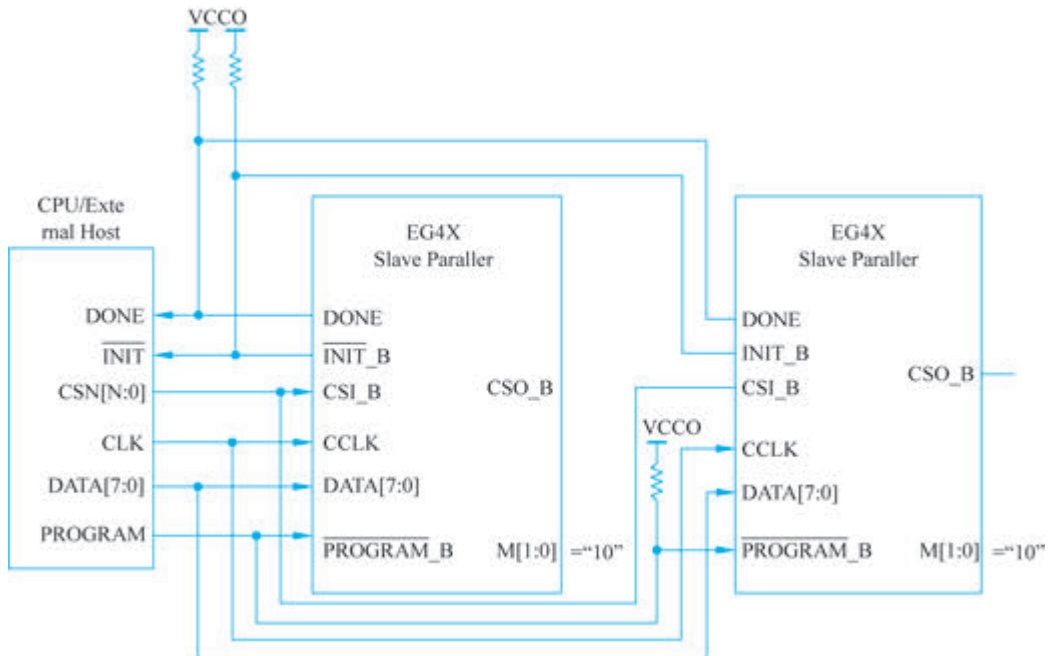 VCCO
CPU/Exte
rnal Host
DONE
INIT
CSN[N:0]
CLK
DATA[7:0]
PROGRAM
EG4X
Slave Paraller
DONE
INIT_B
CSI_B
CSO_B
CCLK
DATA[7:0]
PROGRAM_B
M[1:0] =“10”
VCCO
EG4X
Slave Paraller
DONE
INIT_B
CSO_B
CSI_B
CCLK
DATA[7:0]
PROGRAM_B
M[1:0] =“10”